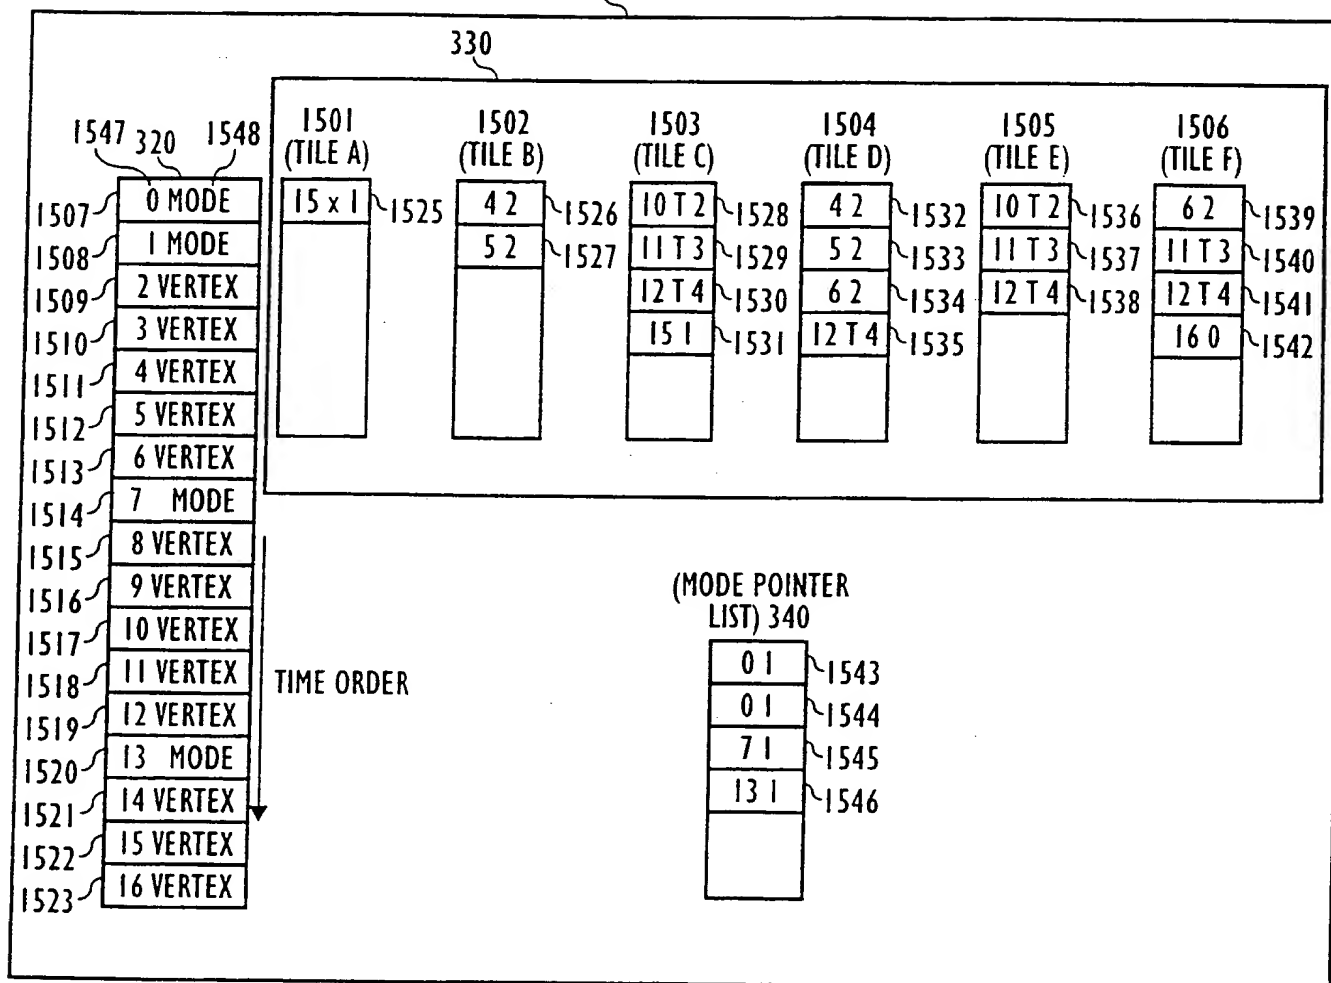 330
1547 320 1548
1501 (TILE A)
1502 (TILE B)
1503 (TILE C)
1504 (TILE D)
1505 (TILE E)
1506 (TILE F)
1507 0 MODE
1508 1 MODE
1509 2 VERTEX
1510 3 VERTEX
1511 4 VERTEX
1512 5 VERTEX
1513 6 VERTEX
1514 7 MODE
1515 8 VERTEX
1516 9 VERTEX
1517 10 VERTEX
1518 11 VERTEX
1519 12 VERTEX
1520 13 MODE
1521 14 VERTEX
1522 15 VERTEX
1523 16 VERTEX
TIME ORDER
15 x 1 1525
4 2 1526
5 2 1527
10 T 2 1528
11 T 3 1529
12 T 4 1530
15 1 1531
4 2 1532
5 2 1533
6 2 1534
12 T 4 1535
10 T 2 1536
11 T 3 1537
12 T 4 1538
6 2 1539
11 T 3 1540
12 T 4 1541
16 0 1542
(MODE POINTER
LIST) 340
0 1 1543
0 1 1544
7 1 1545
13 1 1546